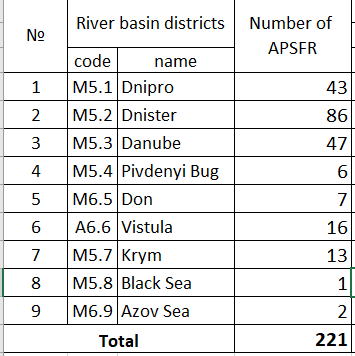 № River basin districts Number of APSFR
code name
1 M5.1 Dnipro 43
2 M5.2 Dnister 86
3 M5.3 Danube 47
4 M5.4 Pivdenyi Bug 6
5 M6.5 Don 7
6 A6.6 Vistula 16
7 M5.7 Krym 13
8 M5.8 Black Sea 1
9 M6.9 Azov Sea 2
Total 221